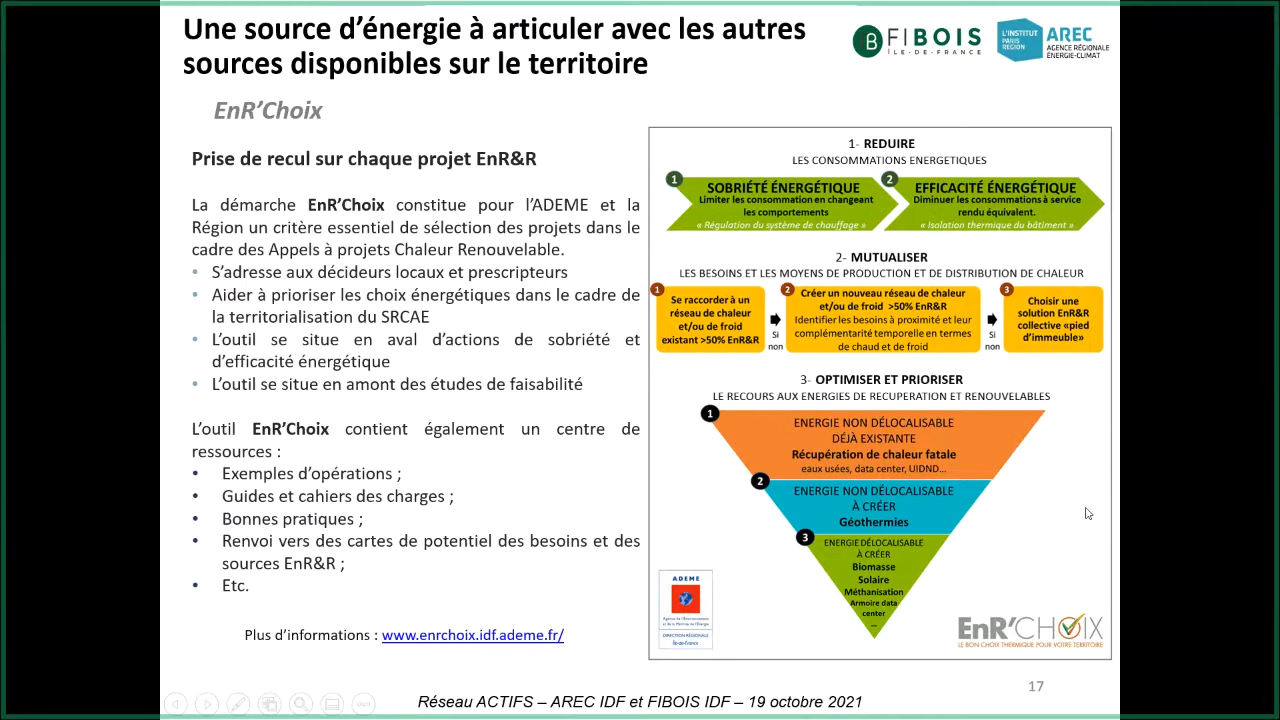 Une source d’énergie à articuler avec les autres
sources disponibles sur le territoire
FIBOIS
ÎLE-DE-FRANCE
L'INSTITUT
PARIS
REGION
AREC
AGENCE RÉGIONALE
ÉNERGIE-CLIMAT
EnR’Choix
Prise de recul sur chaque projet EnR&R
La démarche EnR’Choix constitue pour l’ADEME et la
Région un critère essentiel de sélection des projets dans le
cadre des Appels à projets Chaleur Renouvelable.
• S’adresse aux décideurs locaux et prescripteurs
• Aider à prioriser les choix énergétiques dans le cadre de
la territorialisation du SRCAE
• L’outil se situe en aval d’actions de sobriété et
d’efficacité énergétique
• L’outil se situe en amont des études de faisabilité
L’outil EnR’Choix contient également un centre de
ressources :
• Exemples d’opérations ;
• Guides et cahiers des charges ;
• Bonnes pratiques ;
• Renvoi vers des cartes de potentiel des besoins et des
sources EnR&R ;
• Etc.
Plus d’informations : www.enrchoix.idf.ademe.fr/
1- REDUIRE
LES CONSOMMATIONS ENERGETIQUES
1
SOBRIÉTÉ ÉNERGÉTIQUE
Limiter les consommation en changeant
les comportements
« Régulation du système de chauffage »
2
EFFICACITÉ ÉNERGÉTIQUE
Diminuer les consommations à service
rendu équivalent.
« Isolation thermique du bâtiment »
2- MUTUALISER
LES BESOINS ET LES MOYENS DE PRODUCTION ET DE DISTRIBUTION DE CHALEUR
1
Se raccorder à un
réseau de chaleur
et/ou de froid
existant >50% EnR&R
Si
non
2
Créer un nouveau réseau de chaleur
et/ou de froid >50% EnR&R
Identifier les besoins à proximité et leur
complémentarité temporelle en termes
de chaud et de froid
Si
non
3
Choisir une
solution EnR&R
collective «pied
d’immeuble»
3- OPTIMISER ET PRIORISER
LE RECOURS AUX ENERGIES DE RECUPERATION ET RENOUVELABLES
1
ENERGIE NON DÉLOCALISABLE
DÉJÀ EXISTANTE
Récupération de chaleur fatale
eaux usées, data center, UIDND...
2
ENERGIE NON DÉLOCALISABLE
À CRÉER
Géothermies
3
ENERGIE DÉLOCALISABLE
À CRÉER
Biomasse
Solaire
Méthanisation
Armoire data
center
...
ADEME
Agence de l'Environnement
et de la Maîtrise de l'Energie
DIRECTION RÉGIONALE
Île-de-France
EnR’CHOIX
LE BON CHOIX THERMIQUE POUR VOTRE TERRITOIRE
17
Réseau ACTIFS – AREC IDF et FIBOIS IDF – 19 octobre 2021